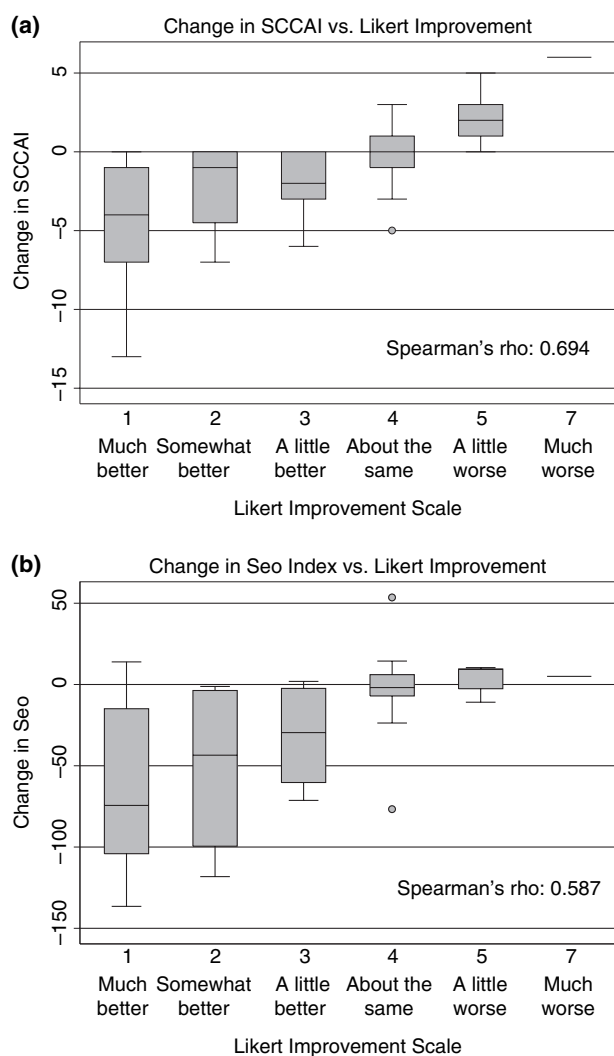 (a)
Change in SCCAI vs. Likert Improvement
Change in SCCAI
5
0
−5
−10
−15
Spearman’s rho: 0.694
1 2 3 4 5 7
Much Somewhat A little About the A little Much
better better better same worse worse
Likert Improvement Scale
(b)
Change in Seo Index vs. Likert Improvement
Change in Seo
50
0
−50
−100
−150
Spearman’s rho: 0.587
1 2 3 4 5 7
Much Somewhat A little About the A little Much
better better better same worse worse
Likert Improvement Scale